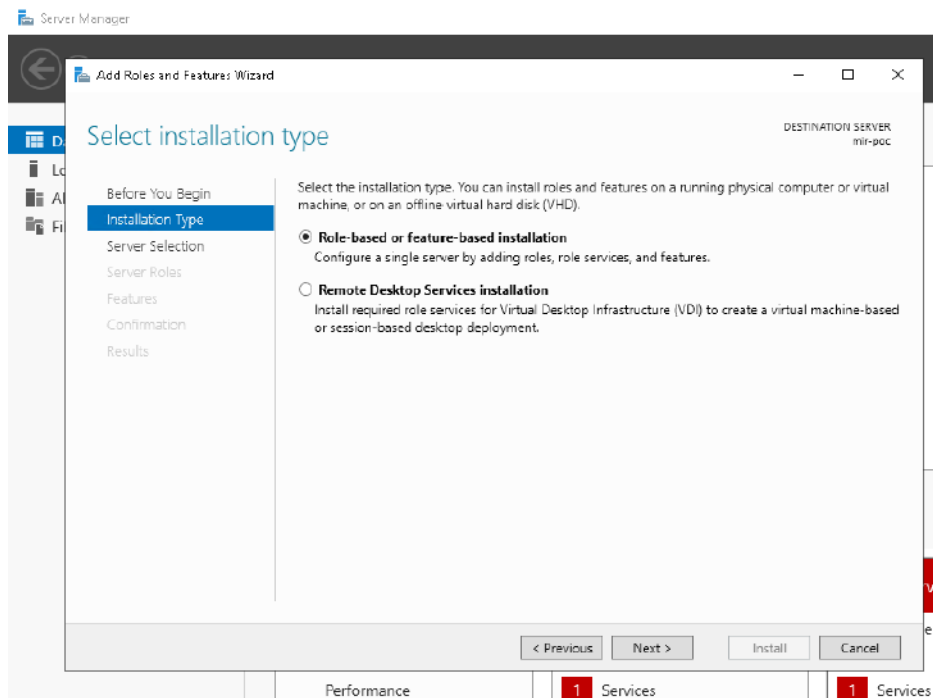 Server Manager
Add Roles and Features Wizard
Select installation type
DESTINATION SERVER
mir-poc
Before You Begin
Installation Type
Server Selection
Server Roles
Features
Confirmation
Results
Select the installation type. You can install roles and features on a running physical computer or virtual
machine, or on an offline virtual hard disk (VHD).
Role-based or feature-based installation
Configure a single server by adding roles, role services, and features.
Remote Desktop Services installation
Install required role services for Virtual Desktop Infrastructure (VDI) to create a virtual machine-based
or session-based desktop deployment.
< Previous
Next >
Install
Cancel
Performance
1 Services
1 Services